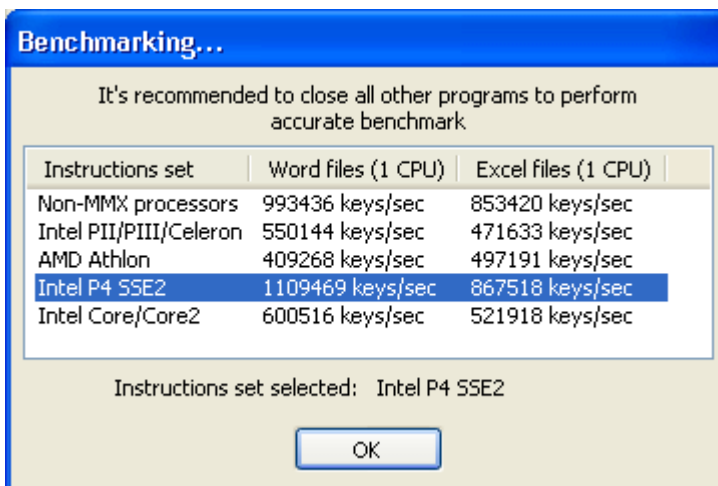 Benchmarking...
It's recommended to close all other programs to perform
accurate benchmark
Instructions set Word files (1 CPU) Excel files (1 CPU)
Non-MMX processors 993436 keys/sec 853420 keys/sec
Intel PII/PIII/Celeron 550144 keys/sec 471633 keys/sec
AMD Athlon 409268 keys/sec 497191 keys/sec
Intel P4 SSE2 1109469 keys/sec 867518 keys/sec
Intel Core/Core2 600516 keys/sec 521918 keys/sec
Instructions set selected: Intel P4 SSE2
OK